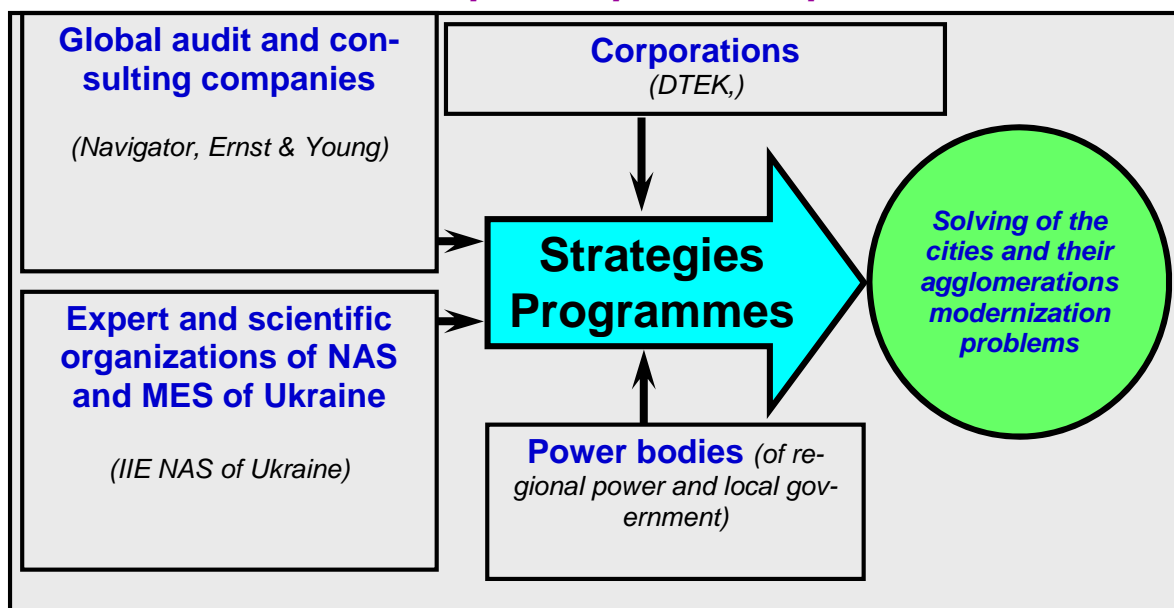 Global audit and con-
sulting companies
(Navigator, Ernst & Young)
Corporations
(DTEK,)
Strategies
Programmes
Solving of the
cities and their
agglomerations
modernization
problems
Expert and scientific
organizations of NAS
and MES of Ukraine
(IIE NAS of Ukraine)
Power bodies (of re-
gional power and local gov-
ernment)